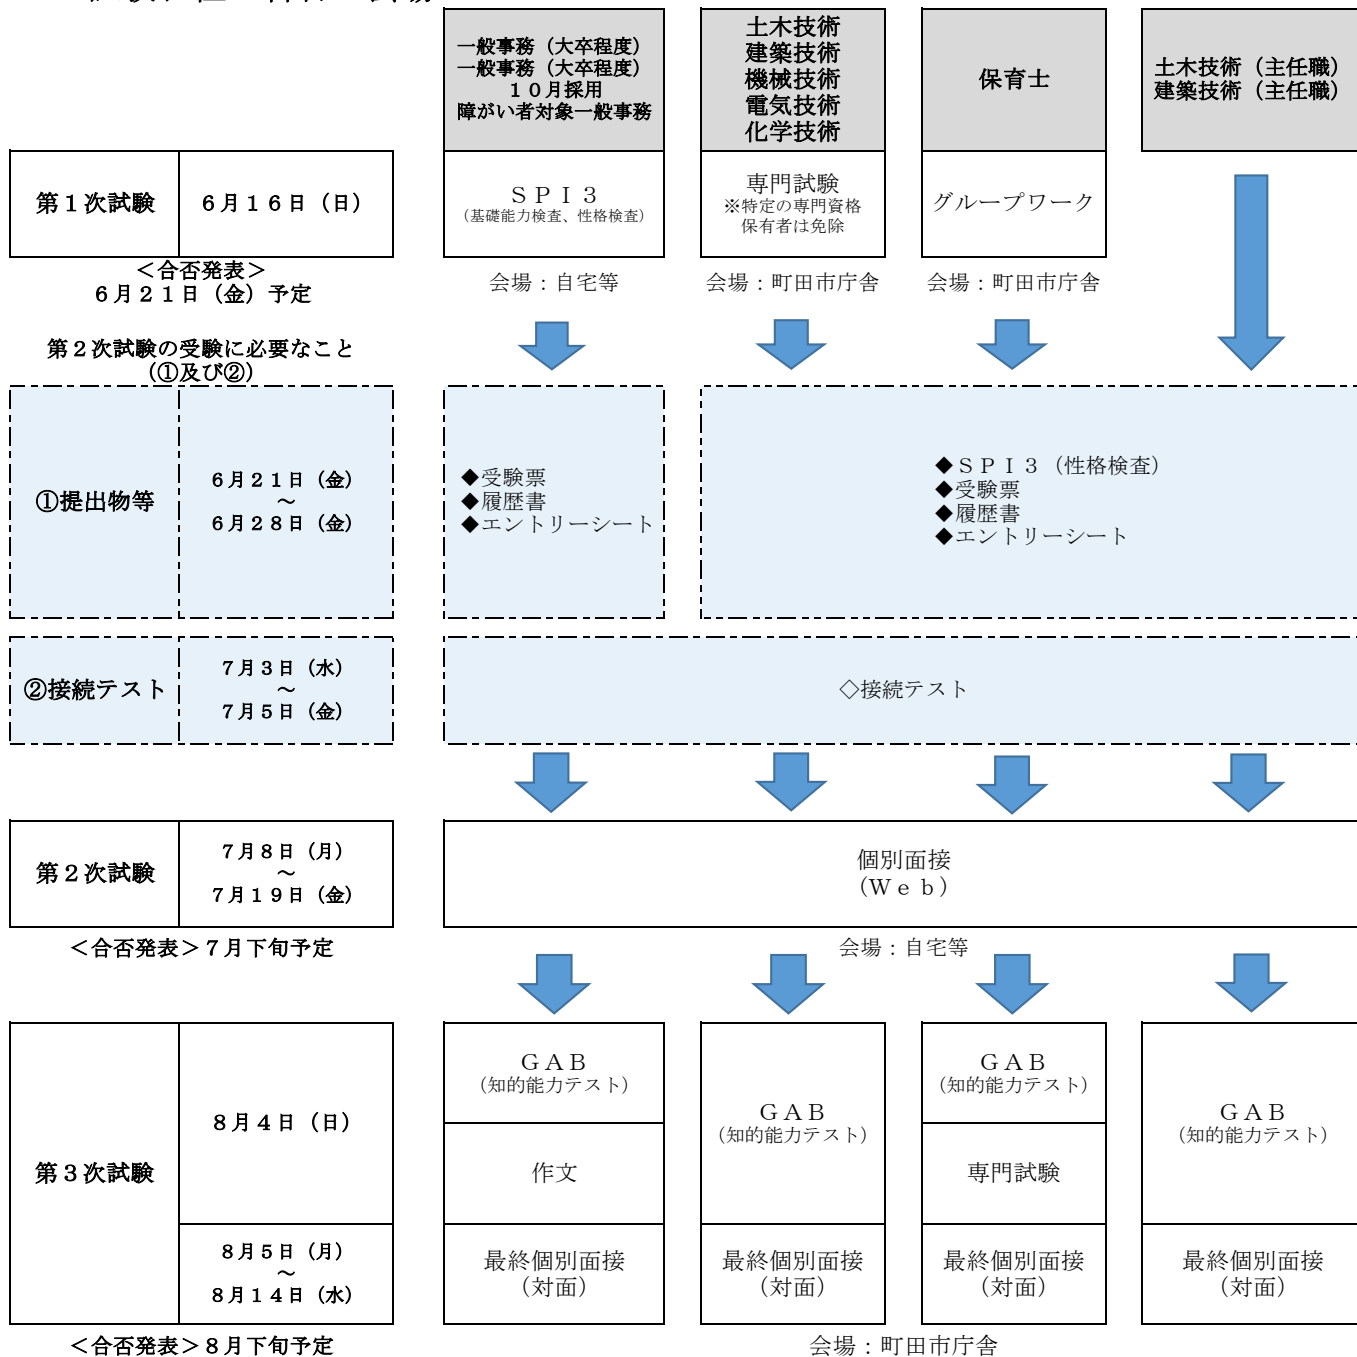 一般事務（大卒程度）
一般事務（大卒程度）
１０月採用
障がい者対象一般事務
土木技術
建築技術
機械技術
電気技術
化学技術
保育士
土木技術（主任職）
建築技術（主任職）
第１次試験
６月１６日（日）
ＳＰＩ３
（基礎能力検査、性格検査）
専門試験
※特定の専門資格
保有者は免除
グループワーク
＜合否発表＞
６月２１日（金）予定
会場：自宅等
会場：町田市庁舎
会場：町田市庁舎
第２次試験の受験に必要なこと
（①及び②）
①提出物等
６月２１日（金）
～
６月２８日（金）
◆受験票
◆履歴書
◆エントリーシート
◆ＳＰＩ３（性格検査）
◆受験票
◆履歴書
◆エントリーシート
②接続テスト
７月３日（水）
～
７月５日（金）
◇接続テスト
第２次試験
７月８日（月）
～
７月１９日（金）
個別面接
（Ｗｅｂ）
＜合否発表＞７月下旬予定
会場：自宅等
第３次試験
８月４日（日）
ＧＡＢ
（知的能力テスト）
作文
ＧＡＢ
（知的能力テスト）
ＧＡＢ
（知的能力テスト）
専門試験
ＧＡＢ
（知的能力テスト）
８月５日（月）
～
８月１４日（水）
最終個別面接
（対面）
最終個別面接
（対面）
最終個別面接
（対面）
最終個別面接
（対面）
＜合否発表＞８月下旬予定
会場：町田市庁舎